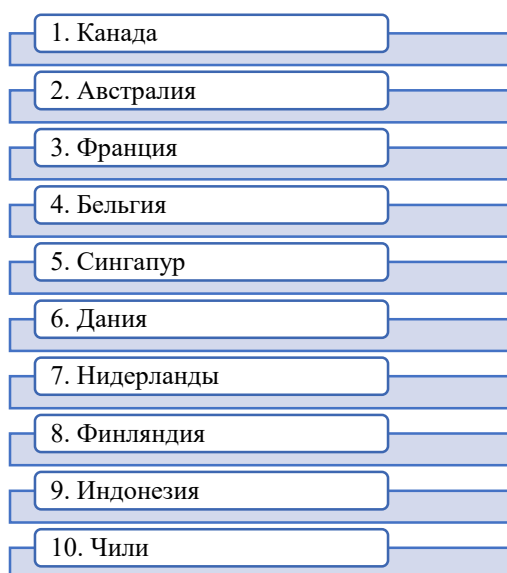 1. Канада
2. Австралия
3. Франция
4. Бельгия
5. Сингапур
6. Дания
7. Нидерланды
8. Финляндия
9. Индонезия
10. Чили